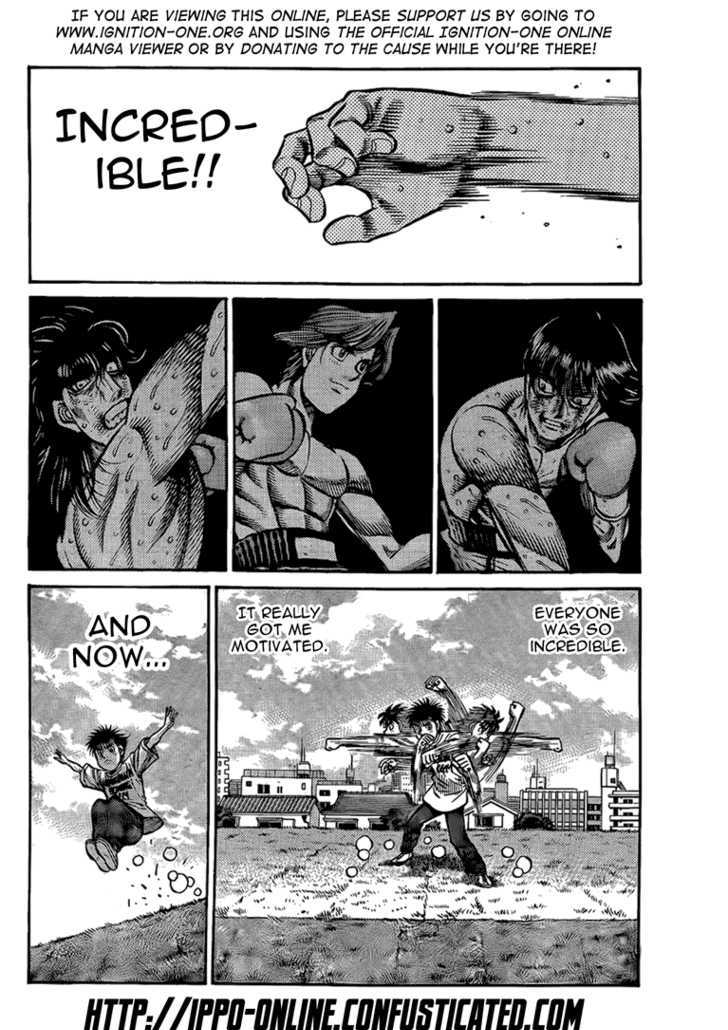 IF YOU ARE VIEWING THIS ONLINE, PLEASE SUPPORT US BY GOING TO
WWW.IGNITION-ONE.ORG AND USING THE OFFICIAL IGNITION-ONE ONLINE
MANGA VIEWER OR BY DONATING TO THE CAUSE WHILE YOU'RE THERE!
INCRED-
IBLE!!
EVERYONE
WAS SO
INCREDIBLE.
IT REALLY
GOT ME
MOTIVATED.
AND
NOW...
HTTP://IPPO-ONLINE.CONFUSTICATED.COM